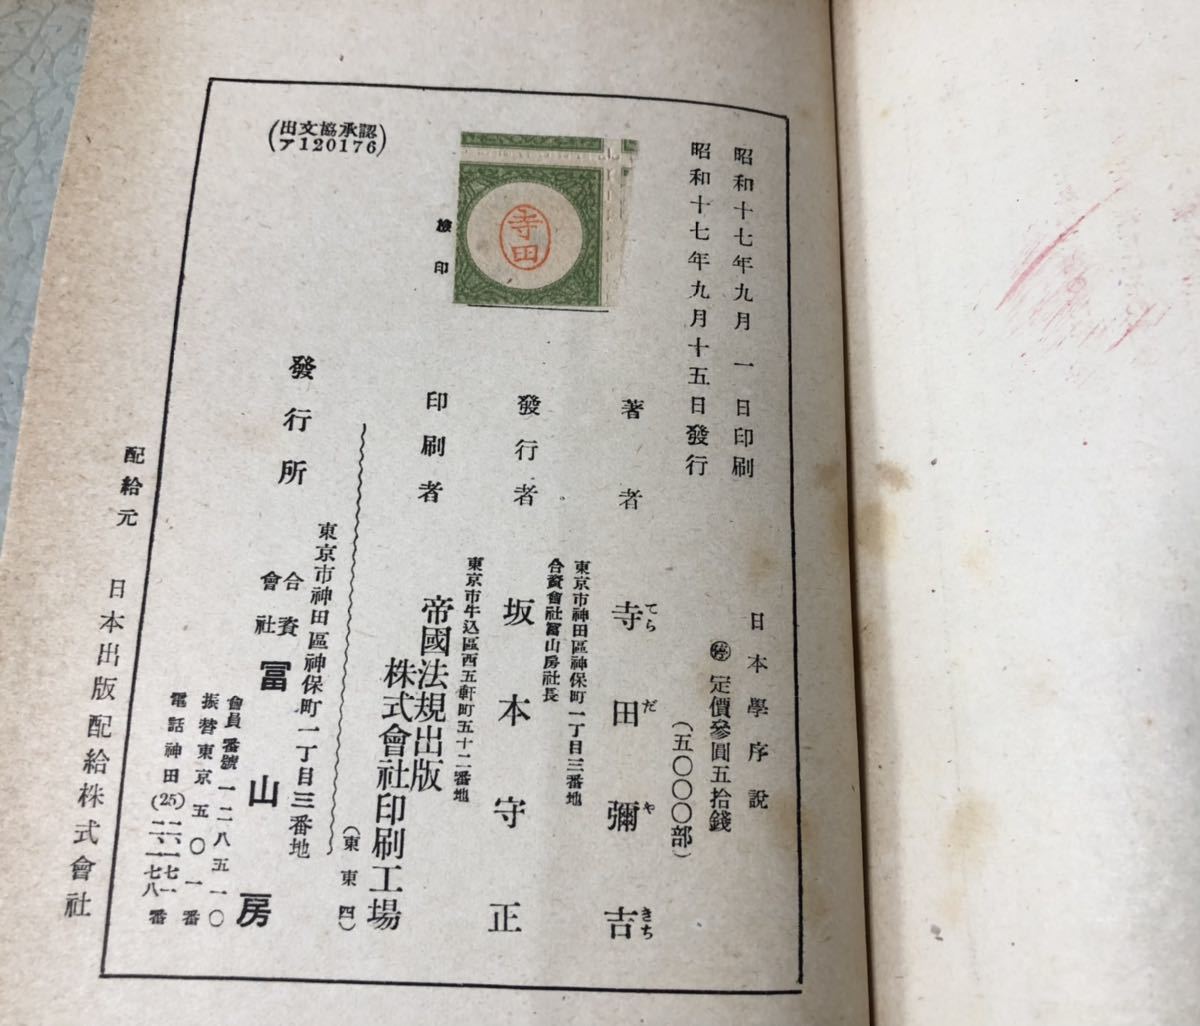 昭和十七年九月 一 日印刷
昭和十七年九月十五日發行
日本學序説
㊡ 定價參圓五拾錢
(五〇〇〇部)
著者 寺田彌吉
てらだやきち
東京市神田區神保町一丁目三番地
合資會社冨山房社長
發行者 坂本守正
東京市牛込區西五軒町五十二番地
印刷者 帝國法規出版
株式會社印刷工場
(東東四)
東京市神田區神保町一丁目三番地
發行所 合資會社 冨山房
會員番號 一二八五一〇
振替東京 五〇一番
電話神田(25)
檢印
寺田
(出文協承認
ア120176)
配給元 日本出版配給株式會社